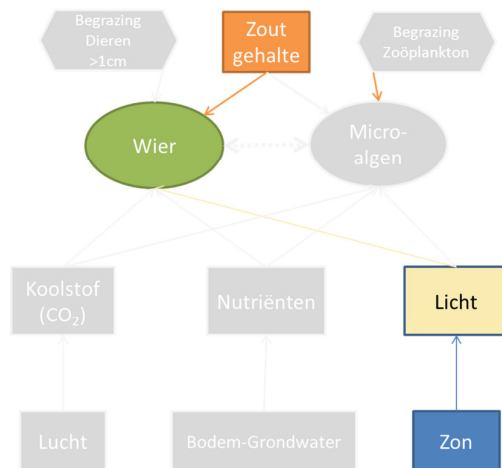 Begrazing
Dieren
>1cm
Zout
gehalte
Begrazing
Zoöplankton
Wier
Micro-
algen
Koolstof
(CO₂)
Nutriënten
Licht
Lucht
Bodem-Grondwater
Zon